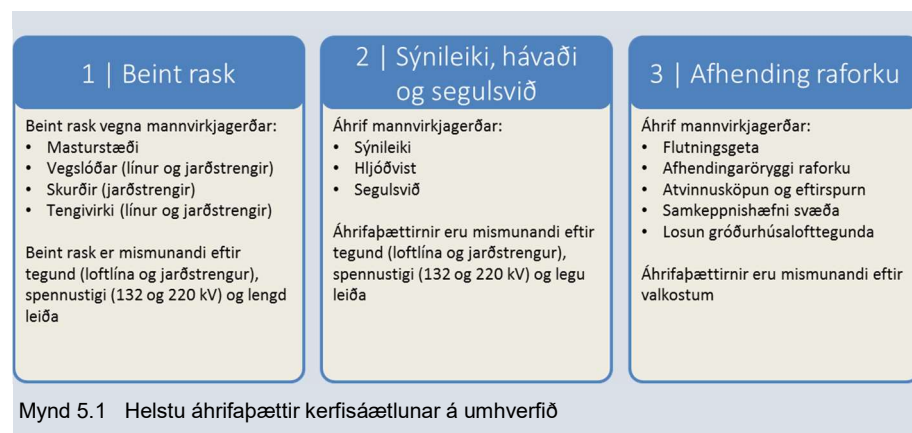 1 | Beint rask
Beint rask vegna mannvirkjagerðar:
• Masturstæði
• Vegslóðar (línur og jarðstrengir)
• Skurðir (jarðstrengir)
• Tengivirki (línur og jarðstrengir)
Beint rask er mismunandi eftir
tegund (loftlína og jarðstrengur),
spennustigi (132 og 220 kV) og lengd
leiða
2 | Sýnileiki, hávaði
og segulsvið
Áhrif mannvirkjagerðar:
• Sýnileiki
• Hljóðvist
• Segulsvið
Áhrifaþættirnir eru mismunandi eftir
tegund (loftlína og jarðstrengur),
spennustigi (132 og 220 kV) og legu
leiða
3 | Afhending raforku
Áhrif mannvirkjagerðar:
• Flutningsgeta
• Afhendingaröryggi raforku
• Atvinnusköpun og eftirspurn
• Samkeppnishæfni svæða
• Losun gróðurhúsalofttegunda
Áhrifaþættirnir eru mismunandi eftir
valkostum
Mynd 5.1 Helstu áhrifaþættir kerfisáætlunar á umhverfið